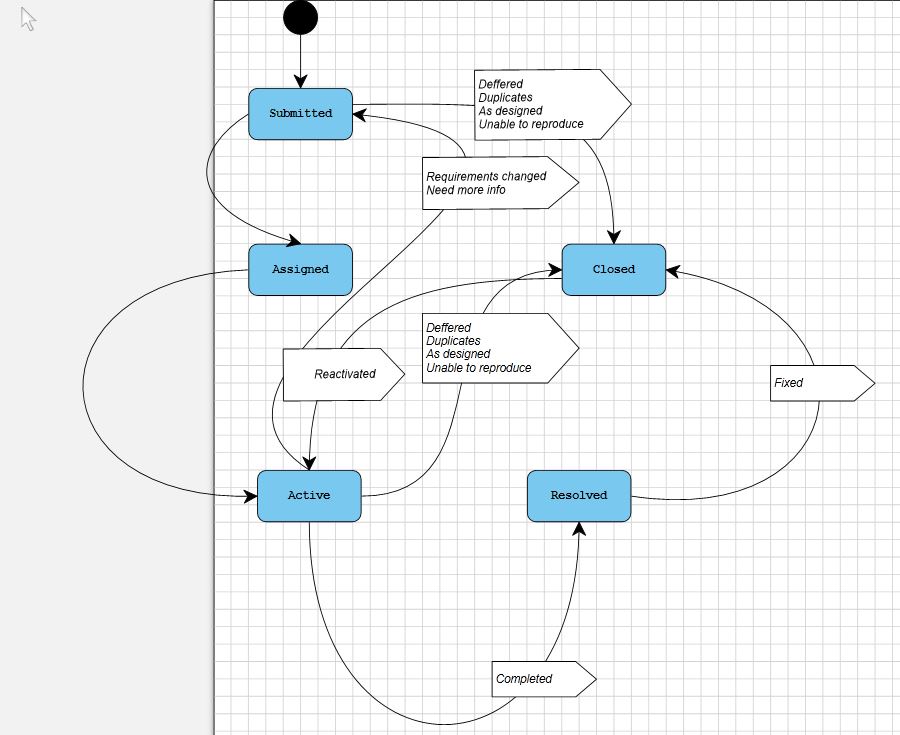 Submitted
Deffered
Duplicates
As designed
Unable to reproduce
Requirements changed
Need more info
Assigned
Closed
Deffered
Duplicates
As designed
Unable to reproduce
Reactivated
Fixed
Active
Resolved
Completed